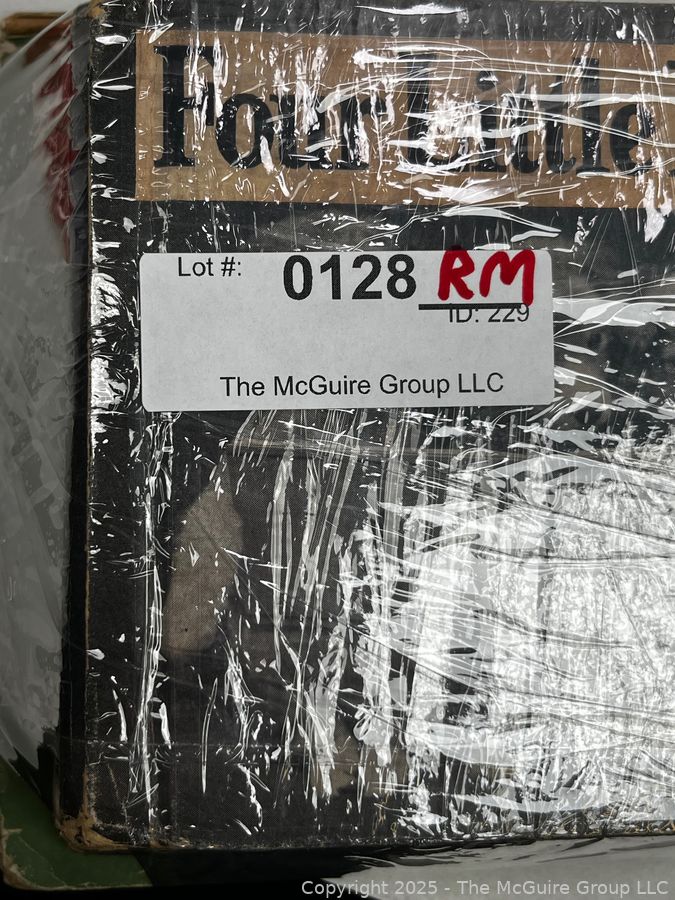 Four Little
Lot #: 0128 RM
ID: 229
The McGuire Group LLC
Copyright 2025 - The McGuire Group LLC